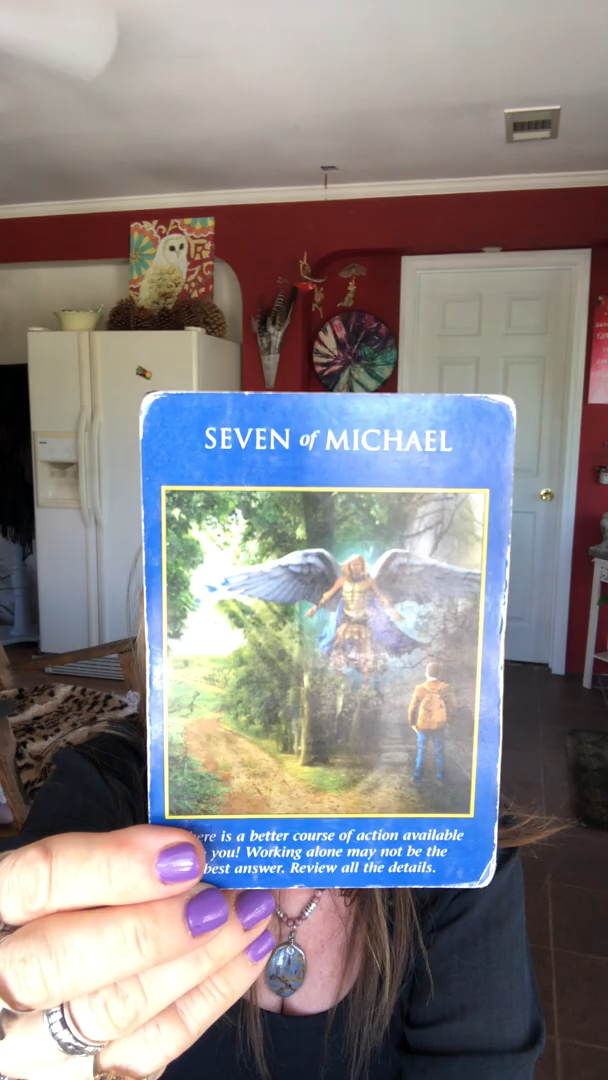 SEVEN of MICHAEL
is a better course of action available
you! Working alone may not be the
best answer. Review all the details.